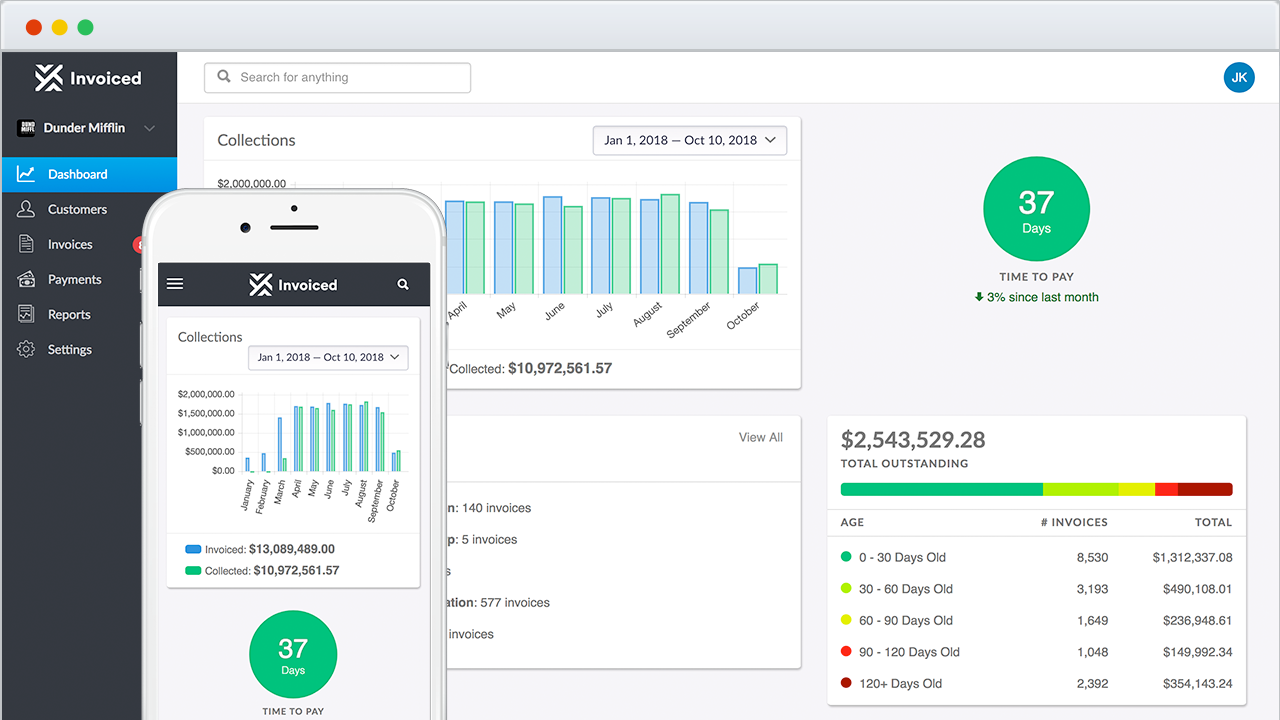 Invoiced
Search for anything
JK
Dunder Mifflin
Dashboard
Customers
Invoices
Payments
Reports
Settings
Collections
Jan 1, 2018 — Oct 10, 2018
$2,000,000.00
April
May
June
July
August
September
October
Collected: $10,972,561.57
37
Days
TIME TO PAY
3% since last month
View All
n: 140 invoices
p: 5 invoices
s
ation: 577 invoices
invoices
$2,543,529.28
TOTAL OUTSTANDING
AGE # INVOICES TOTAL
0 - 30 Days Old 8,530 $1,312,337.08
30 - 60 Days Old 3,193 $490,108.01
60 - 90 Days Old 1,649 $236,948.61
90 - 120 Days Old 1,048 $149,992.34
120+ Days Old 2,392 $354,143.24
Invoiced
Collections
Jan 1, 2018 — Oct 10, 2018
$2,000,000.00
$1,500,000.00
$1,000,000.00
$500,000.00
$0.00
January
February
March
April
May
June
July
August
September
October
Invoiced: $13,089,489.00
Collected: $10,972,561.57
37
Days
TIME TO PAY